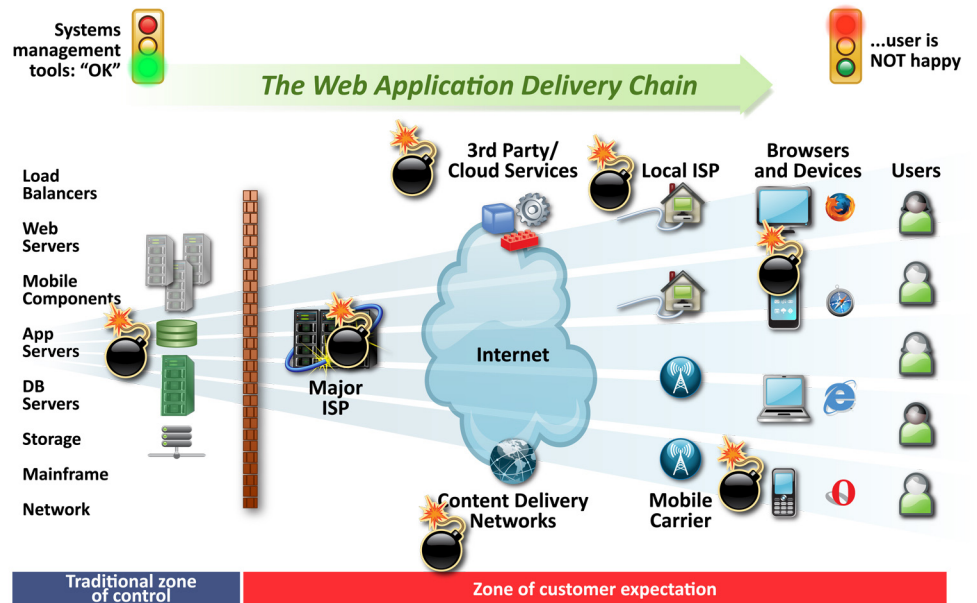 Systems
management
tools: “OK”
...user is
NOT happy
The Web Application Delivery Chain
3rd Party/
Cloud Services
Local ISP
Browsers
and Devices
Users
Load
Balancers
Web
Servers
Mobile
Components
App
Servers
DB
Servers
Storage
Mainframe
Network
Major
ISP
Internet
Content Delivery
Networks
Mobile
Carrier
Traditional zone
of control
Zone of customer expectation